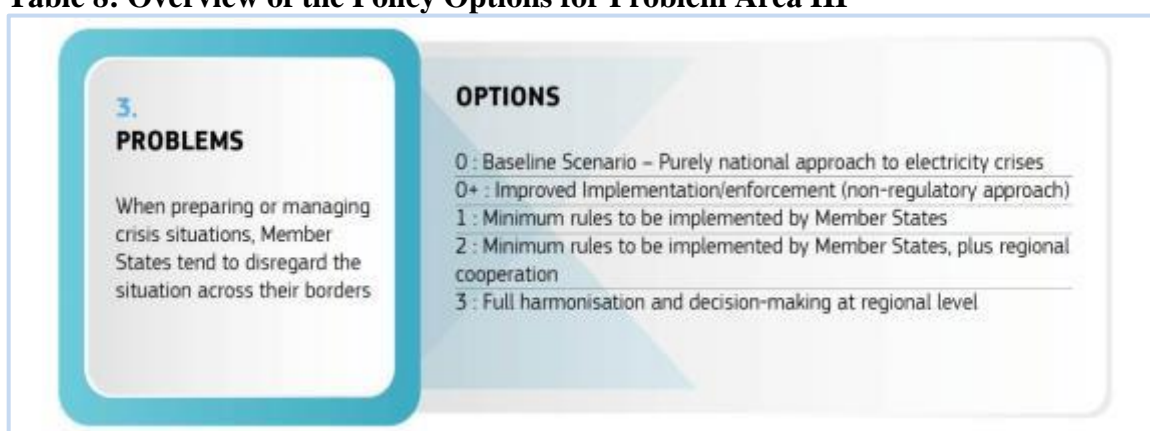 Table 8: Overview of the Policy Options for Problem Area III
3.
PROBLEMS
When preparing or managing
crisis situations, Member
States tend to disregard the
situation across their borders
OPTIONS
0 : Baseline Scenario – Purely national approach to electricity crises
0+ : Improved Implementation/enforcement (non-regulatory approach)
1 : Minimum rules to be implemented by Member States
2 : Minimum rules to be implemented by Member States, plus regional
cooperation
3 : Full harmonisation and decision-making at regional level